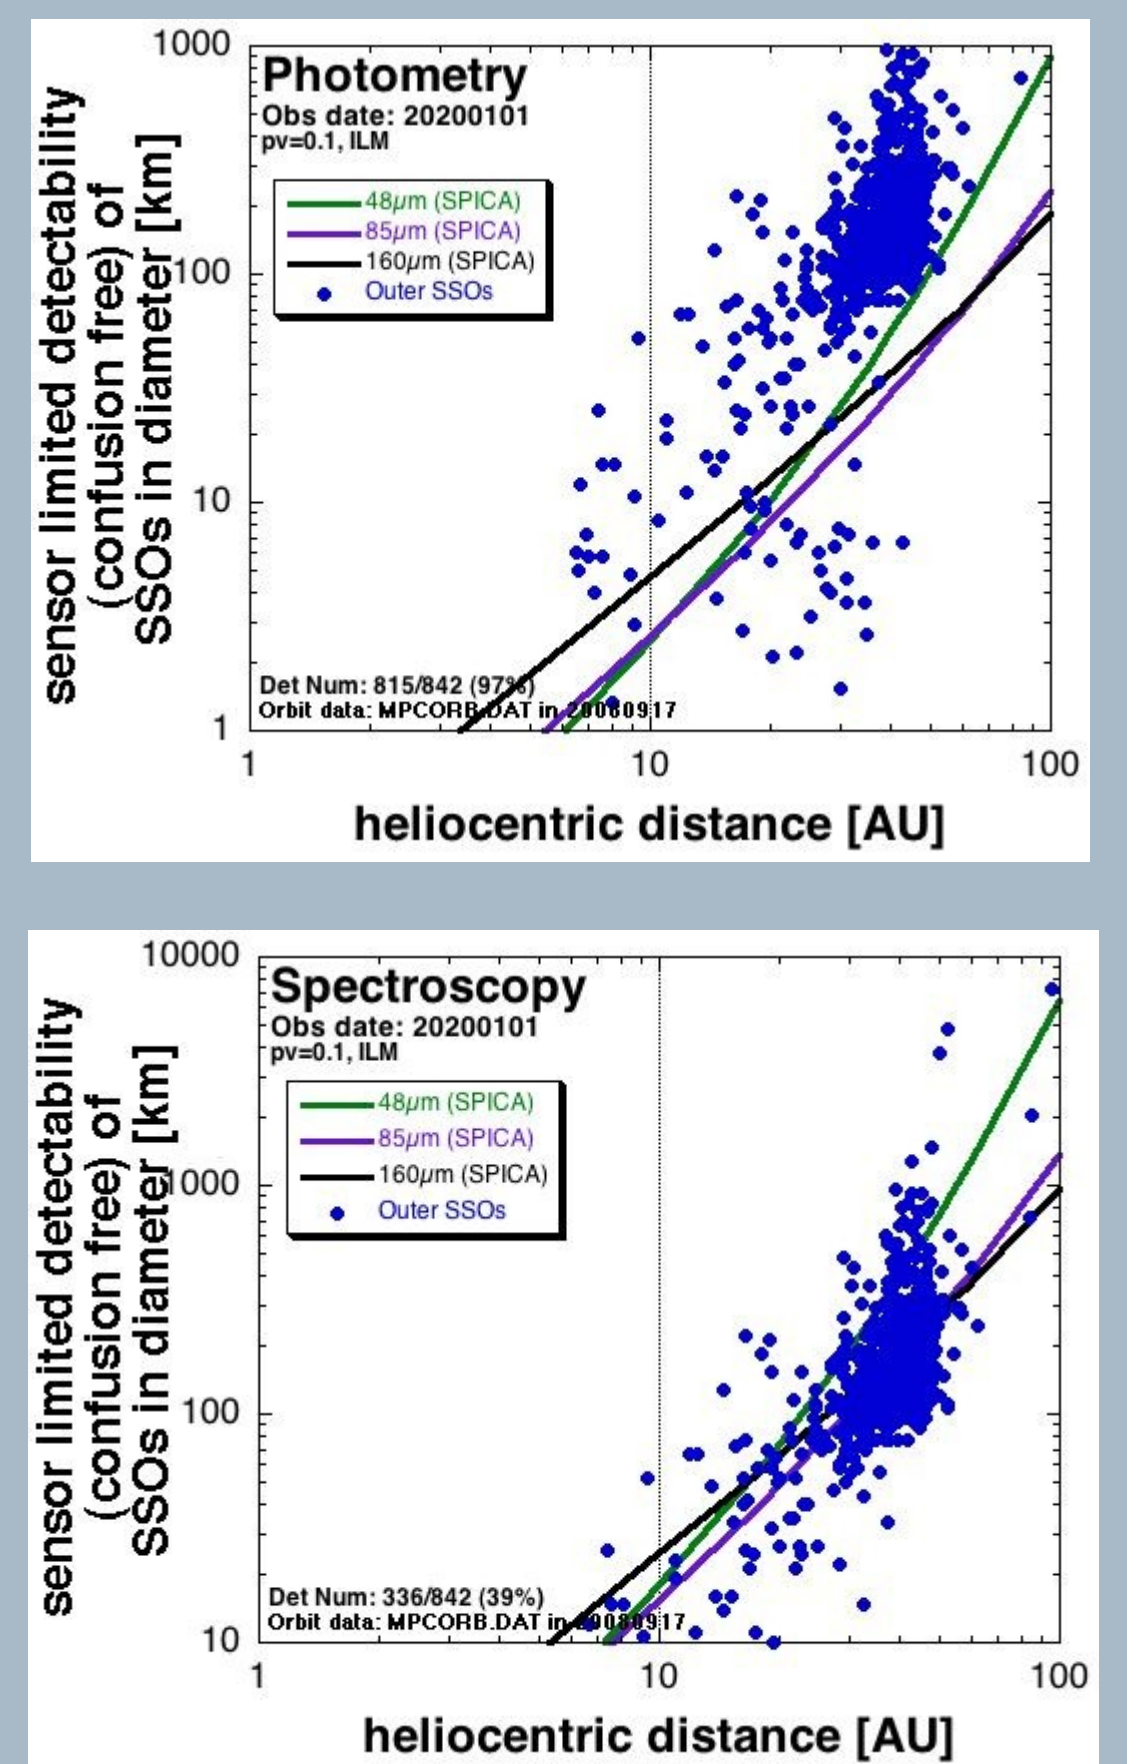 1000
Photometry
Obs date: 20200101
pv=0.1, ILM
48µm (SPICA)
85µm (SPICA)
160µm (SPICA)
Outer SSOs
100
10
Det Num: 815/842 (97%)
Orbit data: MPCORB.DAT in 20080917
1
1
10
100
sensor limited detectability
(confusion free) of
SSOs in diameter [km]
heliocentric distance [AU]
10000
Spectroscopy
Obs date: 20200101
pv=0.1, ILM
48µm (SPICA)
85µm (SPICA)
160µm (SPICA)
Outer SSOs
1000
100
Det Num: 336/842 (39%)
Orbit data: MPCORB.DAT in 20080917
10
1
10
100
sensor limited detectability
(confusion free) of
SSOs in diameter [km]
heliocentric distance [AU]